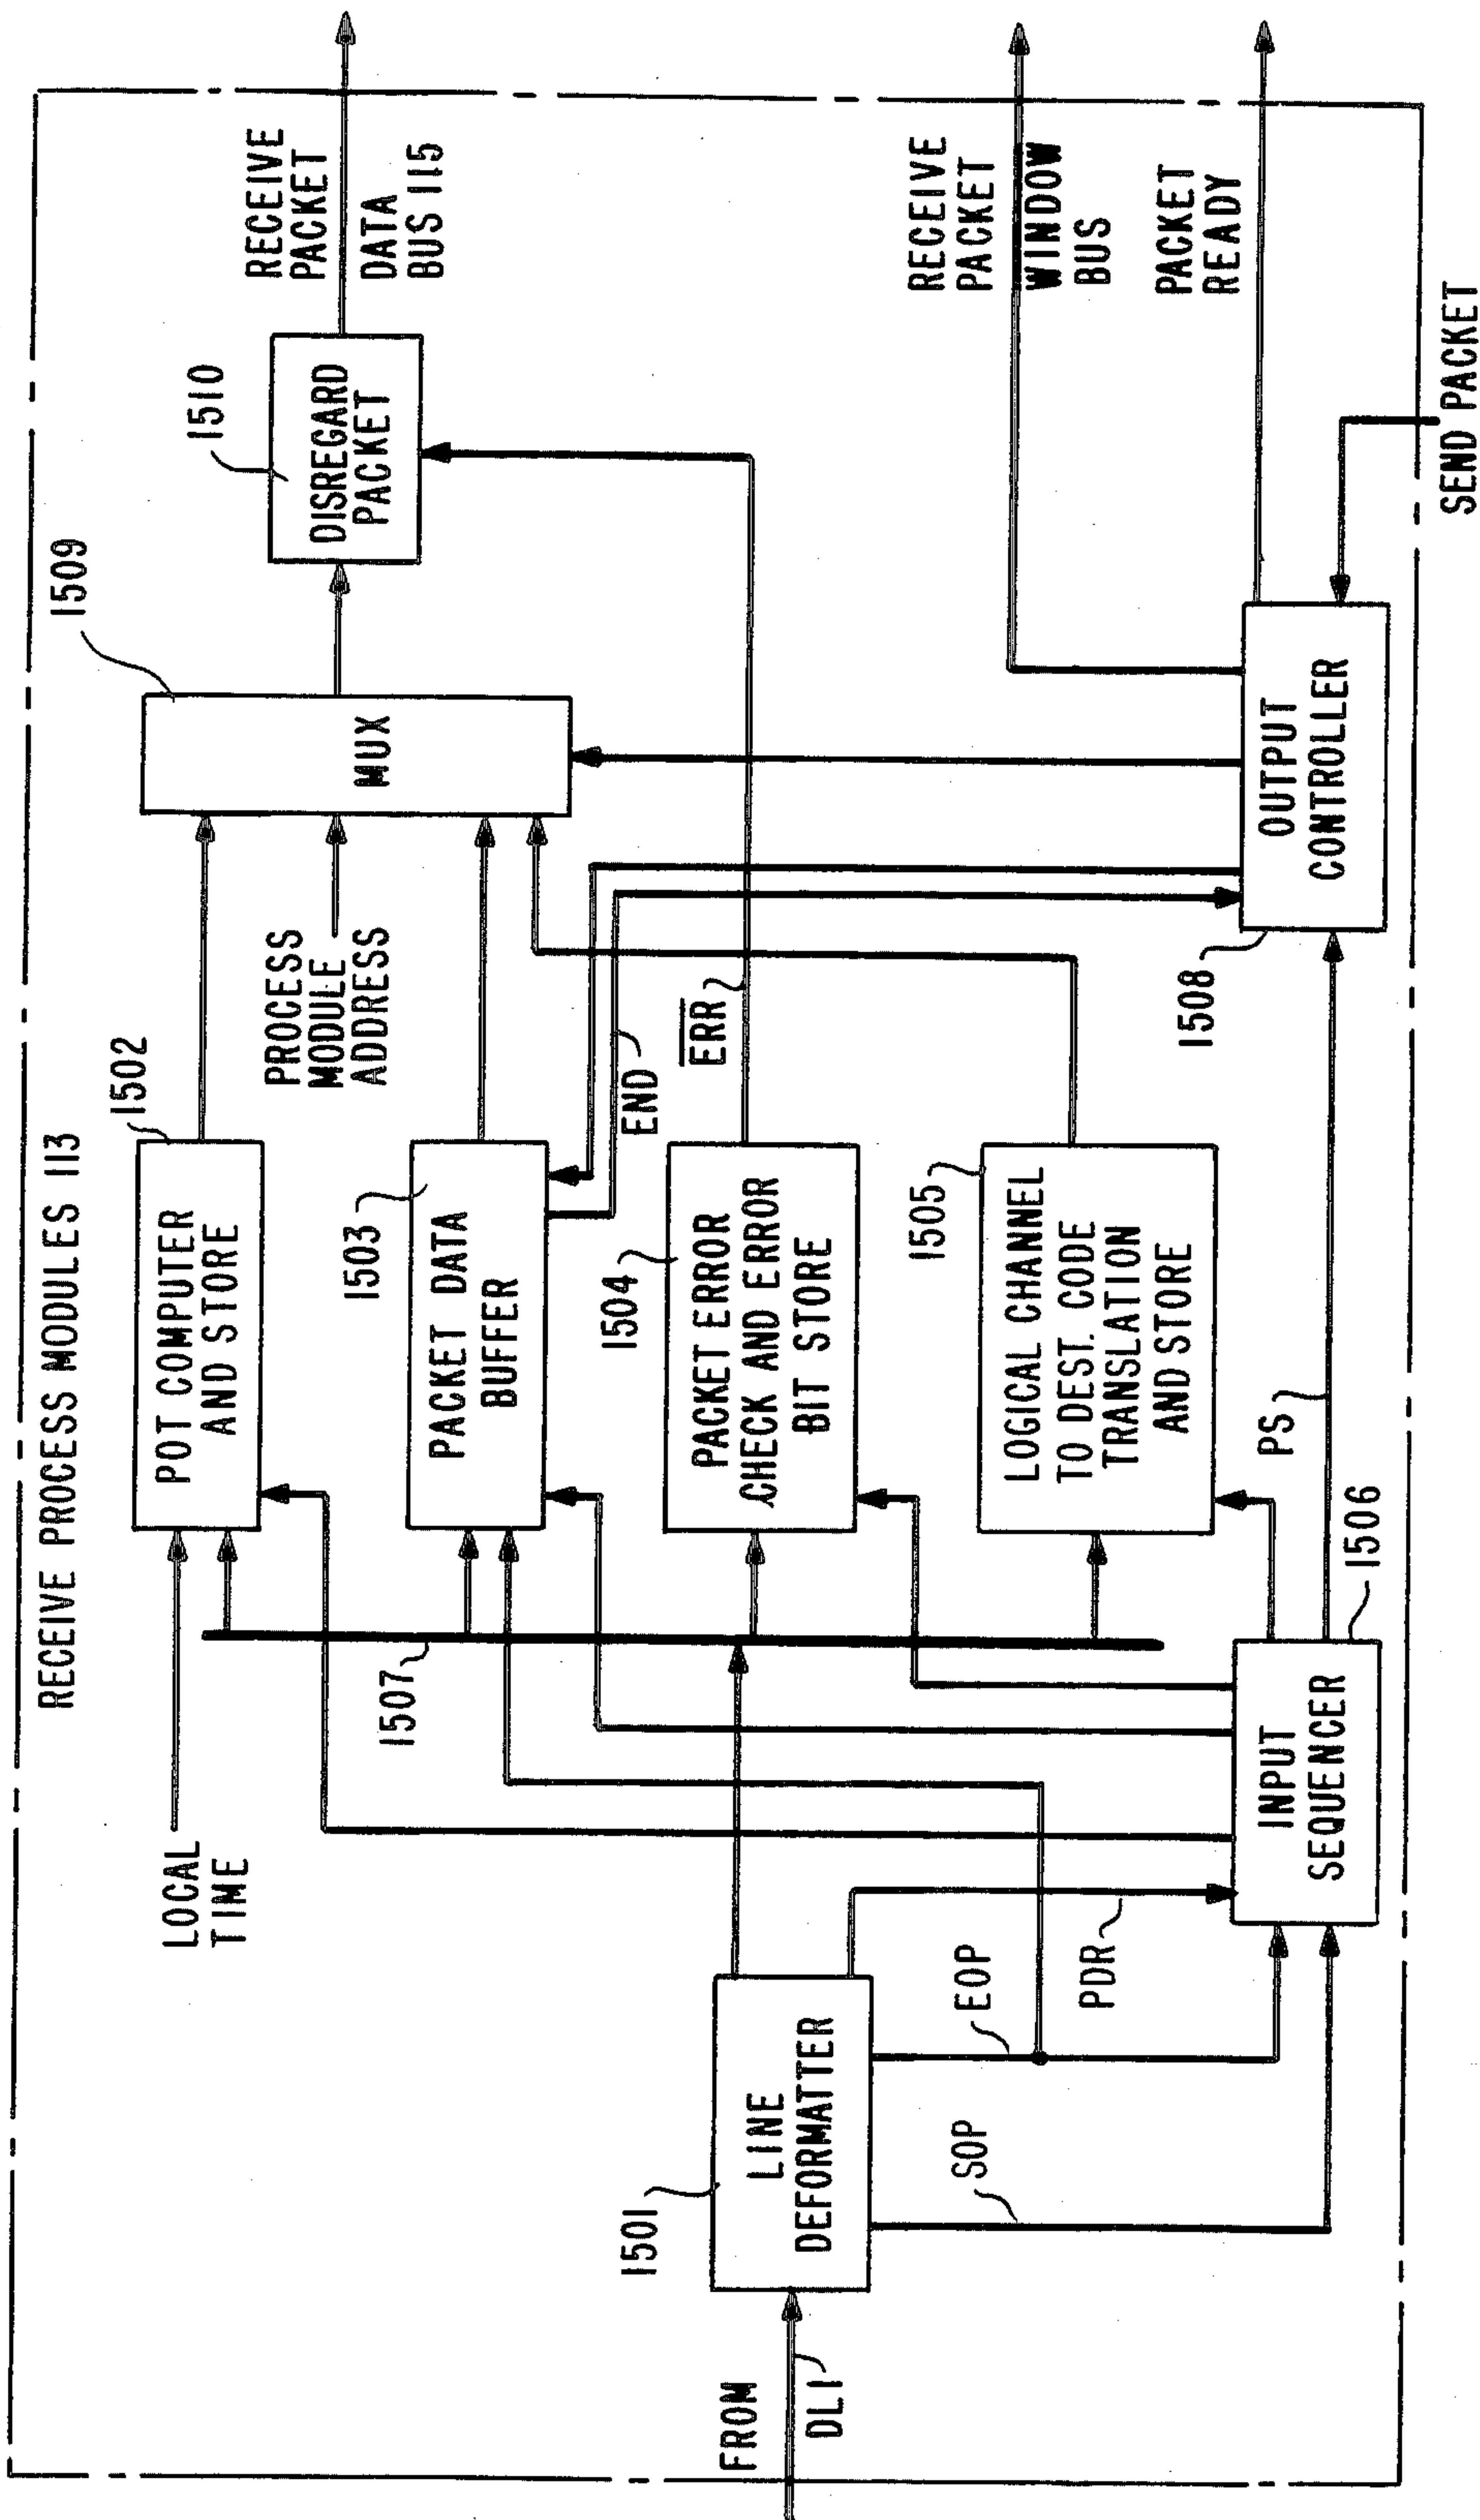 RECEIVE PROCESS MODULES 113
FROM
DL1
1501
LINE
DEFORMATTER
SOP
EOP
PDR
LOCAL
TIME
1507
INPUT
SEQUENCER
1506
PS
POT COMPUTER
AND STORE
1502
PACKET DATA
BUFFER
1503
PACKET ERROR
CHECK AND ERROR
BIT STORE
1504
LOGICAL CHANNEL
TO DEST. CODE
TRANSLATION
AND STORE
1505
PROCESS
MODULE
ADDRESS
END
ERR
1508
OUTPUT
CONTROLLER
MUX
1509
DISREGARD
PACKET
1510
RECEIVE
PACKET
DATA
BUS 115
RECEIVE
PACKET
WINDOW
BUS
PACKET
READY
SEND PACKET